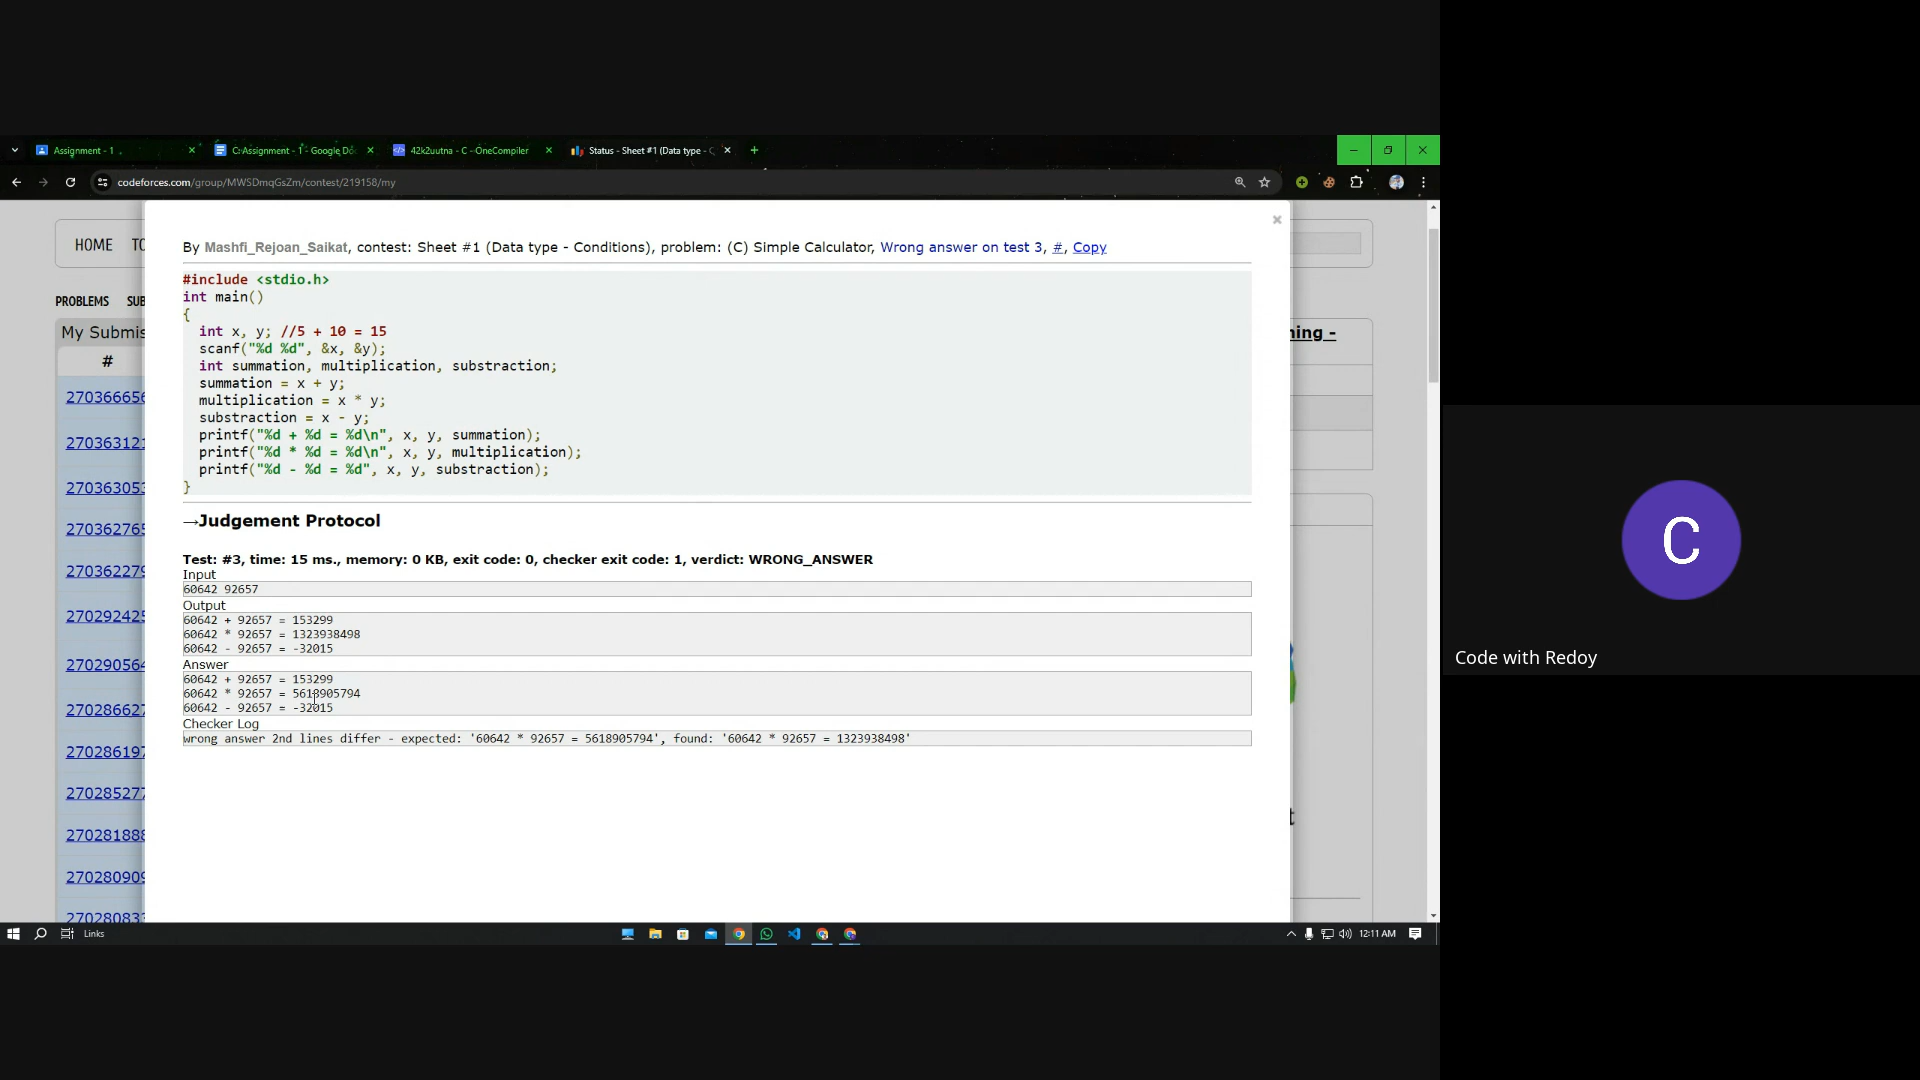 Assignment - 1
C Assignment - 1 - Google Do
42k2uutna - C - OneCompiler
Status - Sheet #1 (Data type - C
codeforces.com/group/MWSDmqGsZm/contest/219158/my
HOME TO
PROBLEMS SUB
My Submis
#
270366656
270363121
270363053
270362765
270362279
270292425
270290564
270286627
270286197
270285277
270281888
270280909
270280833
ning -
By Mashfi_Rejoan_Saikat, contest: Sheet #1 (Data type - Conditions), problem: (C) Simple Calculator, Wrong answer on test 3, #, Copy
#include <stdio.h>
int main()
{
int x, y; //5 + 10 = 15
scanf("%d %d", &x, &y);
int summation, multiplication, substraction;
summation = x + y;
multiplication = x * y;
substraction = x - y;
printf("%d + %d = %d\n", x, y, summation);
printf("%d * %d = %d\n", x, y, multiplication);
printf("%d - %d = %d", x, y, substraction);
}
→Judgement Protocol
Test: #3, time: 15 ms., memory: 0 KB, exit code: 0, checker exit code: 1, verdict: WRONG_ANSWER
Input
60642 92657
Output
60642 + 92657 = 153299
60642 * 92657 = 1323938498
60642 - 92657 = -32015
Answer
60642 + 92657 = 153299
60642 * 92657 = 5618905794
60642 - 92657 = -32015
Checker Log
wrong answer 2nd lines differ - expected: '60642 * 92657 = 5618905794', found: '60642 * 92657 = 1323938498'
Links
12:11 AM
C
Code with Redoy